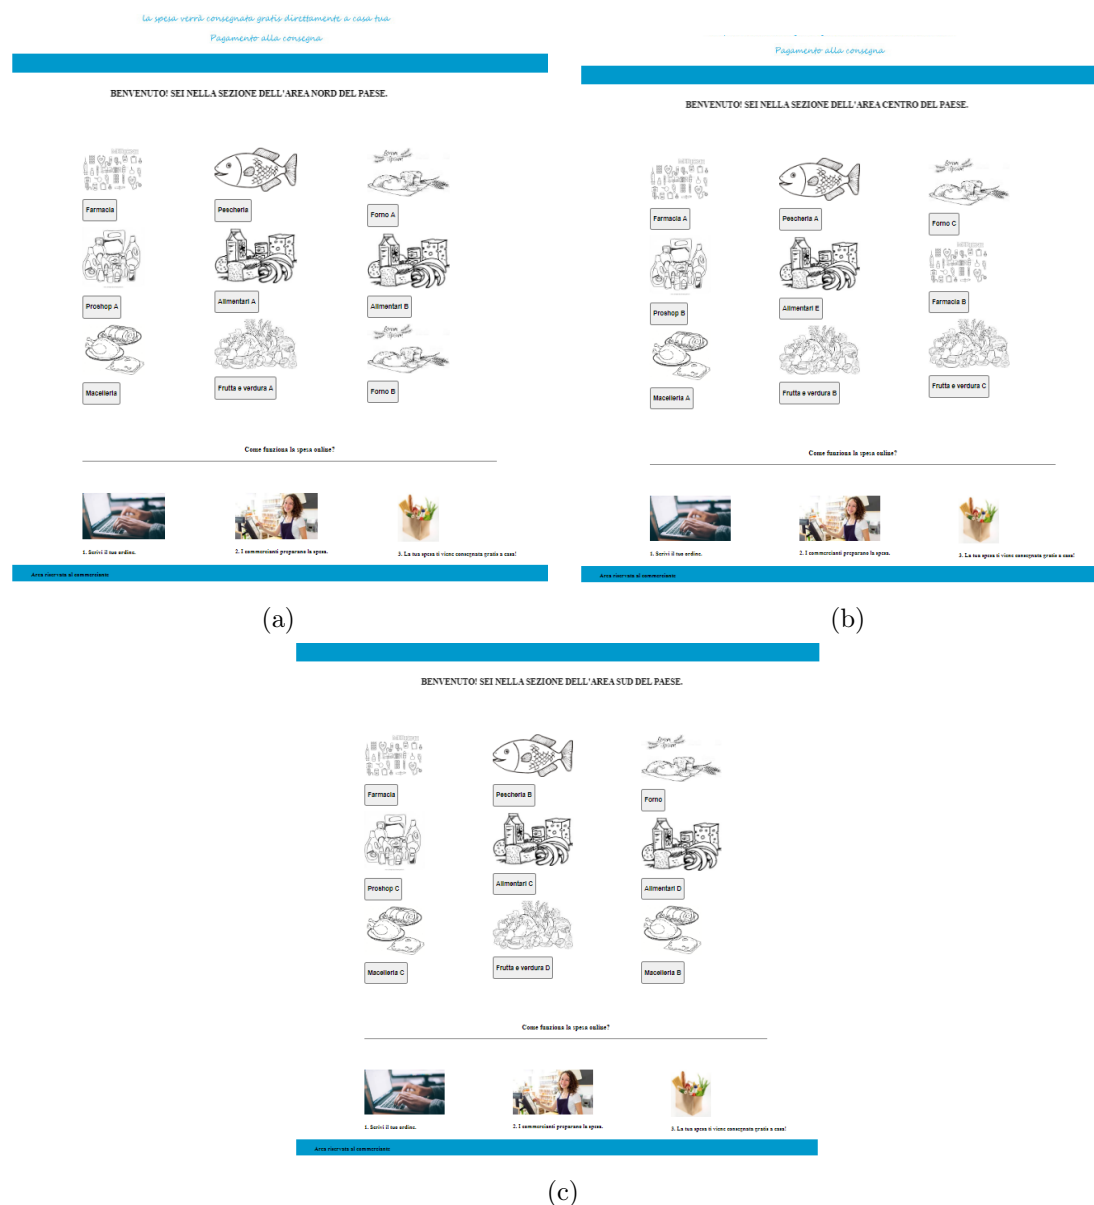 la spesa verrà consegnata gratis direttamente a casa tua
Pagamento alla consegna
BENVENUTO! SEI NELLA SEZIONE DELL'AREA NORD DEL PAESE.
Farmacia
Pescheria
Forno A
Proshop A
Alimentari A
Alimentari B
Macelleria
Frutta e verdura A
Forno B
Come funziona la spesa online?
1. Scrivi il tuo ordine.
2. I commercianti preparano la spesa.
3. La tua spesa ti viene consegnata gratis a casa!
Area riservata al commerciante
(a)
Pagamento alla consegna
BENVENUTO! SEI NELLA SEZIONE DELL'AREA CENTRO DEL PAESE.
Farmacia A
Pescheria A
Forno C
Proshop B
Alimentari E
Farmacia B
Macelleria A
Frutta e verdura B
Frutta e verdura C
Come funziona la spesa online?
1. Scrivi il tuo ordine.
2. I commercianti preparano la spesa.
3. La tua spesa ti viene consegnata gratis a casa!
Area riservata al commerciante
(b)
BENVENUTO! SEI NELLA SEZIONE DELL'AREA SUD DEL PAESE.
Farmacia
Pescheria B
Forno
Proshop C
Alimentari C
Alimentari D
Macelleria C
Frutta e verdura D
Macelleria B
Come funziona la spesa online?
1. Scrivi il tuo ordine.
2. I commercianti preparano la spesa.
3. La tua spesa ti viene consegnata gratis a casa!
Area riservata al commerciante
(c)